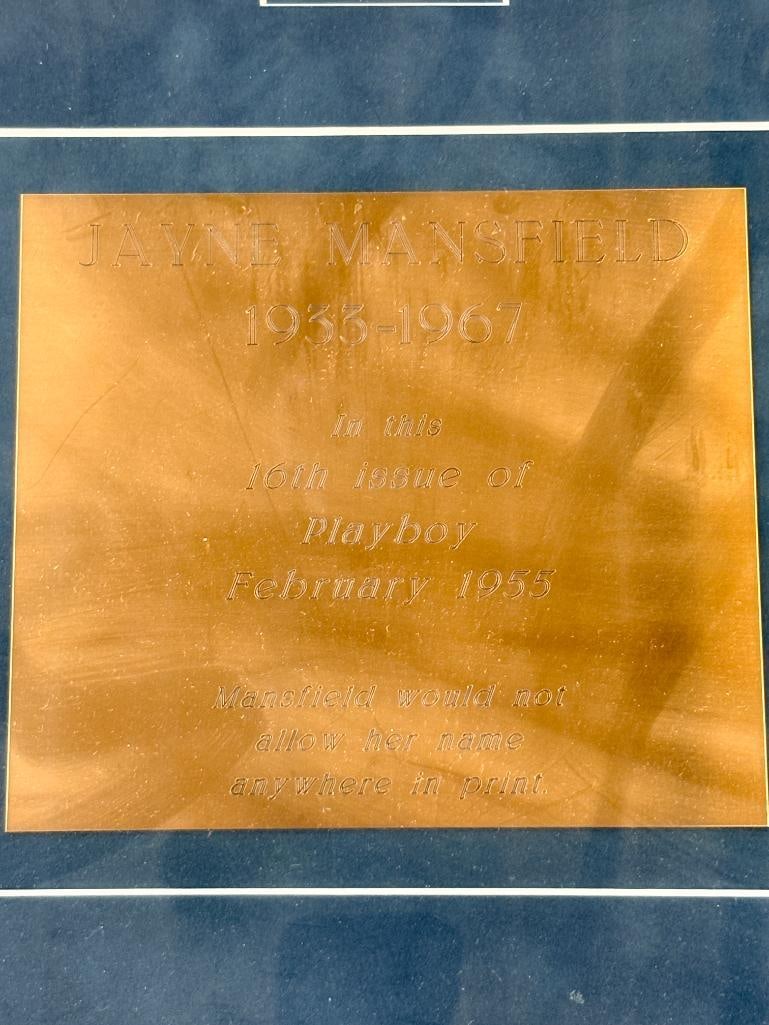 JAYNE MANSFIELD
1933-1967
In this
16th issue of
Playboy
February 1955
Mansfield would not
allow her name
anywhere in print.